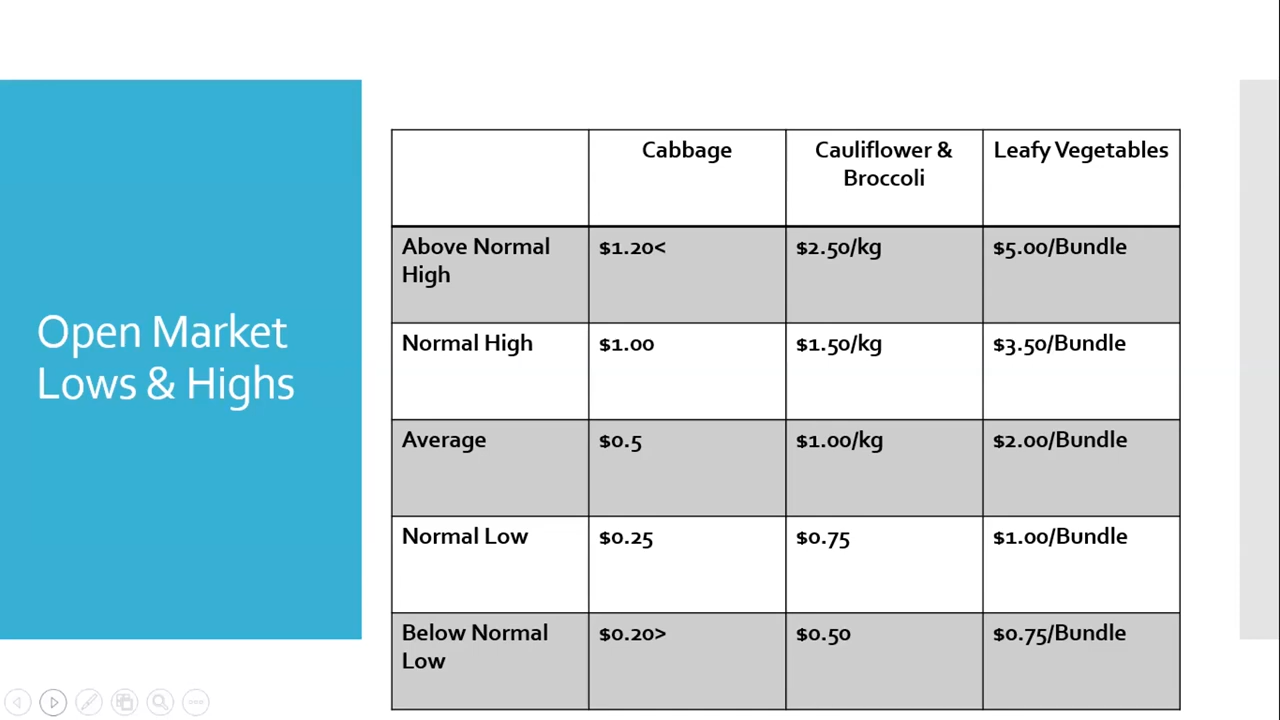 Open Market
Lows & Highs
Cabbage
Cauliflower &
Broccoli
Leafy Vegetables
Above Normal
High
$1.20<
$2.50/kg
$5.00/Bundle
Normal High
$1.00
$1.50/kg
$3.50/Bundle
Average
$0.5
$1.00/kg
$2.00/Bundle
Normal Low
$0.25
$0.75
$1.00/Bundle
Below Normal
Low
$0.20>
$0.50
$0.75/Bundle